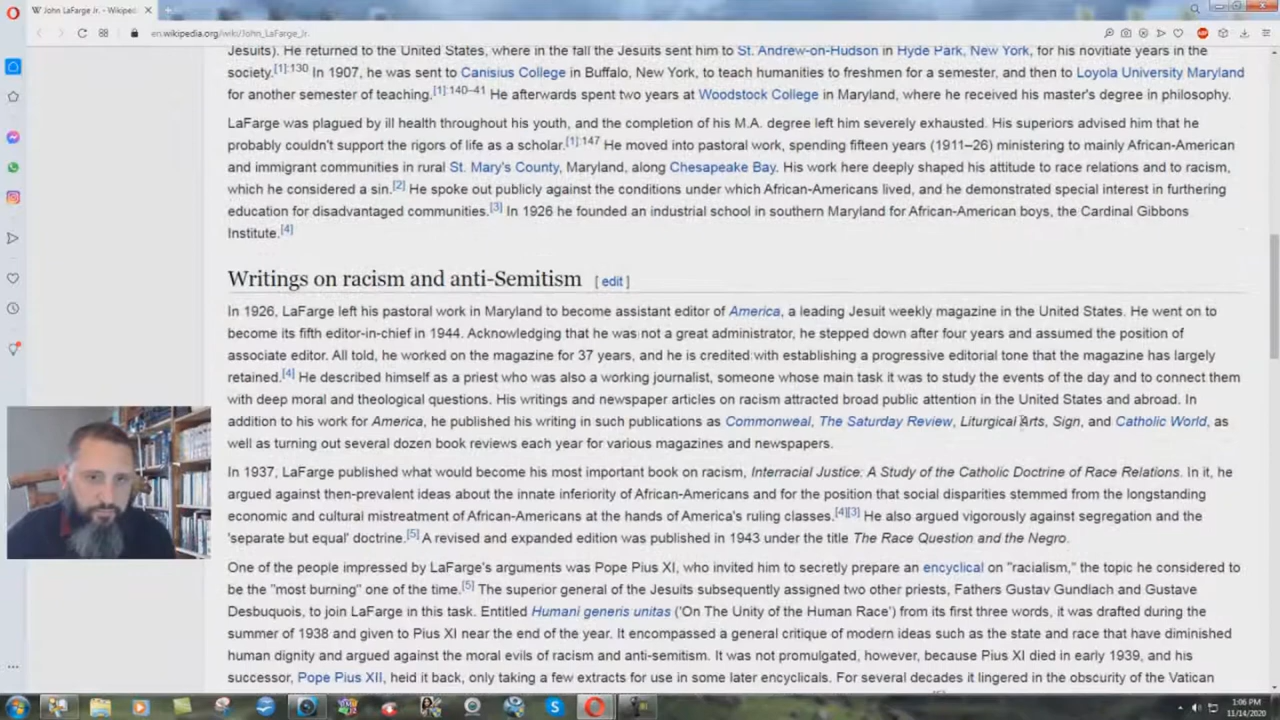 John LaFarge Jr. - Wikipedia
en.wikipedia.org/wiki/John_LaFarge_Jr.
Jesuits). He returned to the United States, where in the fall the Jesuits sent him to St. Andrew-on-Hudson in Hyde Park, New York, for his novitiate years in the
society.[1]:130 In 1907, he was sent to Canisius College in Buffalo, New York, to teach humanities to freshmen for a semester, and then to Loyola University Maryland
for another semester of teaching.[1]:140–41 He afterwards spent two years at Woodstock College in Maryland, where he received his master's degree in philosophy.
LaFarge was plagued by ill health throughout his youth, and the completion of his M.A. degree left him severely exhausted. His superiors advised him that he
probably couldn't support the rigors of life as a scholar.[1]:147 He moved into pastoral work, spending fifteen years (1911–26) ministering to mainly African-American
and immigrant communities in rural St. Mary's County, Maryland, along Chesapeake Bay. His work here deeply shaped his attitude to race relations and to racism,
which he considered a sin.[2] He spoke out publicly against the conditions under which African-Americans lived, and he demonstrated special interest in furthering
education for disadvantaged communities.[3] In 1926 he founded an industrial school in southern Maryland for African-American boys, the Cardinal Gibbons
Institute.[4]
Writings on racism and anti-Semitism [ edit ]
In 1926, LaFarge left his pastoral work in Maryland to become assistant editor of America, a leading Jesuit weekly magazine in the United States. He went on to
become its fifth editor-in-chief in 1944. Acknowledging that he was not a great administrator, he stepped down after four years and assumed the position of
associate editor. All told, he worked on the magazine for 37 years, and he is credited with establishing a progressive editorial tone that the magazine has largely
retained.[4] He described himself as a priest who was also a working journalist, someone whose main task it was to study the events of the day and to connect them
with deep moral and theological questions. His writings and newspaper articles on racism attracted broad public attention in the United States and abroad. In
addition to his work for America, he published his writing in such publications as Commonweal, The Saturday Review, Liturgical Arts, Sign, and Catholic World, as
well as turning out several dozen book reviews each year for various magazines and newspapers.
In 1937, LaFarge published what would become his most important book on racism, Interracial Justice: A Study of the Catholic Doctrine of Race Relations. In it, he
argued against then-prevalent ideas about the innate inferiority of African-Americans and for the position that social disparities stemmed from the longstanding
economic and cultural mistreatment of African-Americans at the hands of America's ruling classes.[4][3] He also argued vigorously against segregation and the
'separate but equal' doctrine.[5] A revised and expanded edition was published in 1943 under the title The Race Question and the Negro.
One of the people impressed by LaFarge's arguments was Pope Pius XI, who invited him to secretly prepare an encyclical on "racialism," the topic he considered to
be the "most burning" one of the time.[5] The superior general of the Jesuits subsequently assigned two other priests, Fathers Gustav Gundlach and Gustave
Desbuquois, to join LaFarge in this task. Entitled Humani generis unitas ('On The Unity of the Human Race') from its first three words, it was drafted during the
summer of 1938 and given to Pius XI near the end of the year. It encompassed a general critique of modern ideas such as the state and race that have diminished
human dignity and argued against the moral evils of racism and anti-semitism. It was not promulgated, however, because Pius XI died in early 1939, and his
successor, Pope Pius XII, held it back, only taking a few extracts for use in some later encyclicals. For several decades it lingered in the obscurity of the Vatican
1:06 PM
11/14/2020